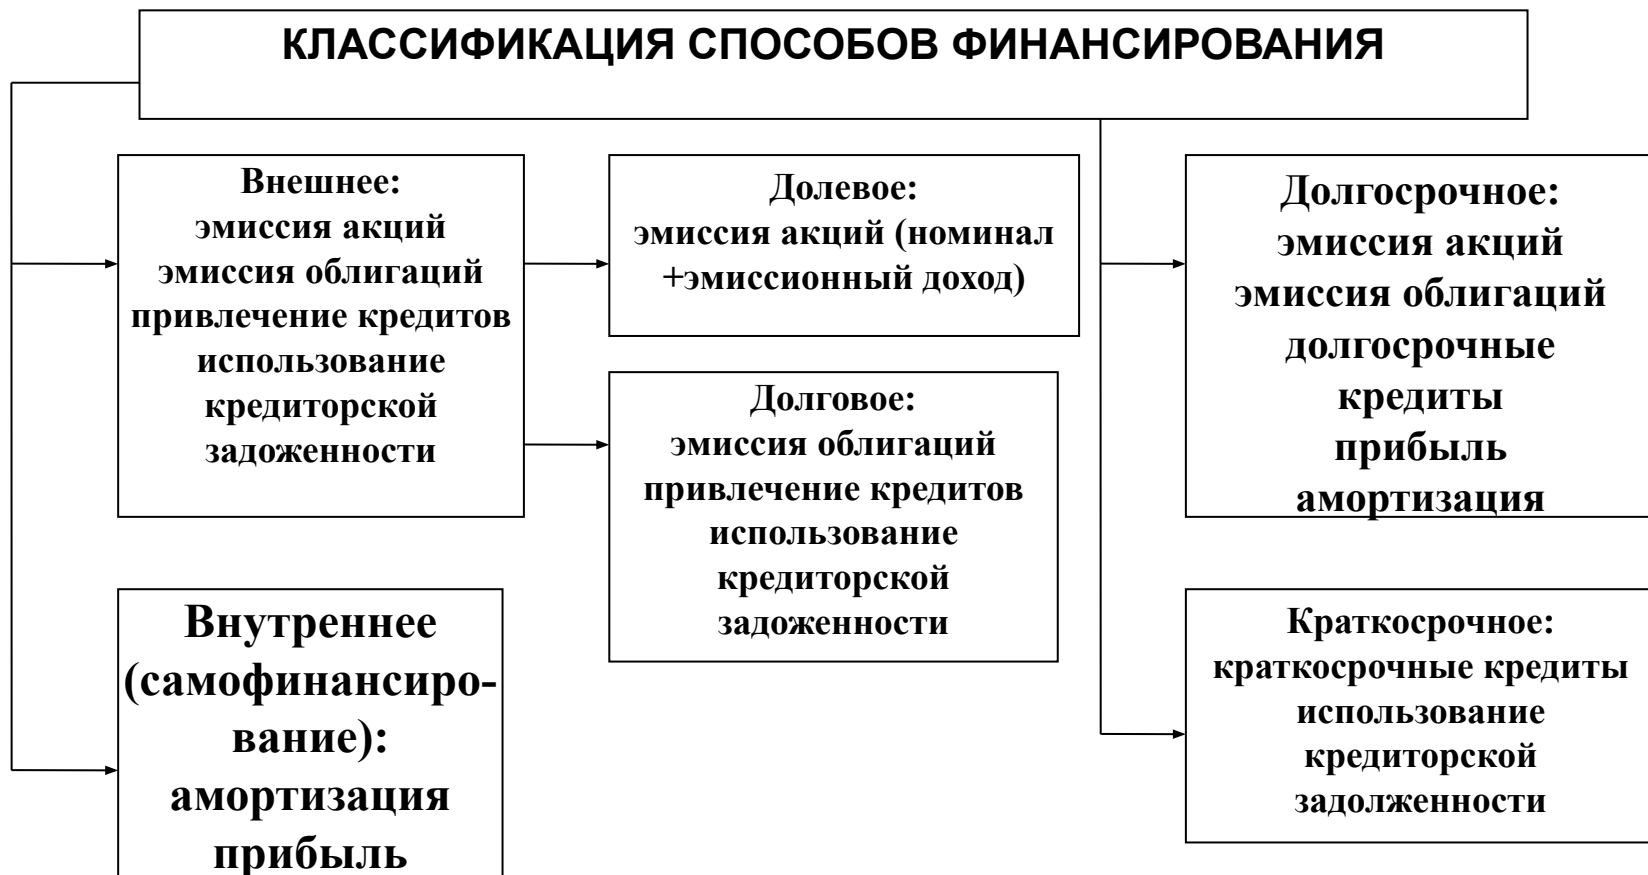 КЛАССИФИКАЦИЯ СПОСОБОВ ФИНАНСИРОВАНИЯ
Внешнее:
эмиссия акций
эмиссия облигаций
привлечение кредитов
использование
кредиторской
задоженности
Долевое:
эмиссия акций (номинал
+эмиссионный доход)
Долговое:
эмиссия облигаций
привлечение кредитов
использование
кредиторской
задоженности
Долгосрочное:
эмиссия акций
эмиссия облигаций
долгосрочные
кредиты
прибыль
амортизация
Внутреннее
(самофинансиро-
вание):
амортизация
прибыль
Краткосрочное:
краткосрочные кредиты
использование
кредиторской
задолженности